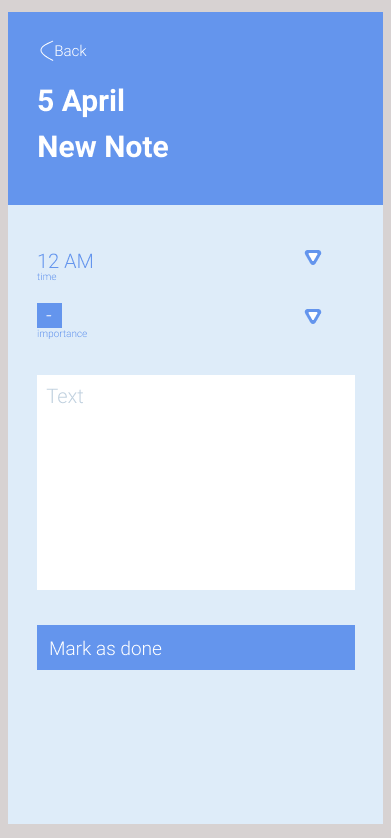 Back
5 April
New Note
12 AM
time
-
importance
Text
Mark as done